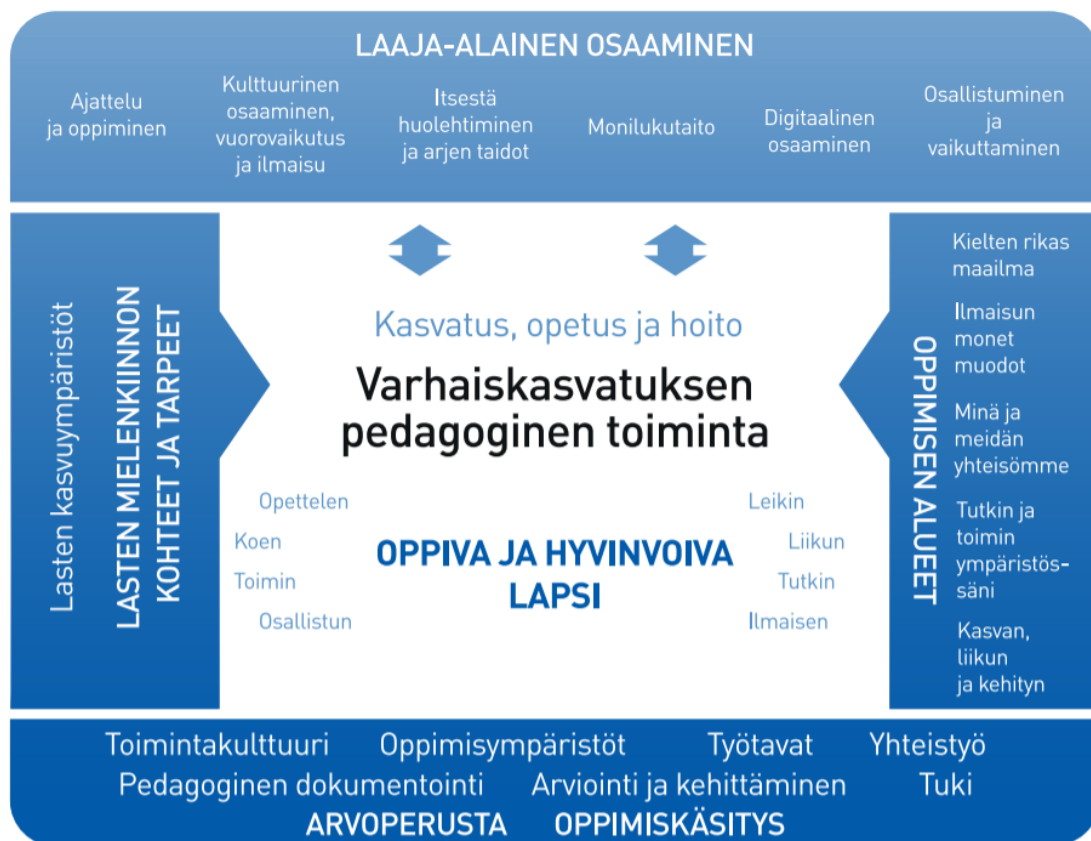 LAAJA-ALAINEN OSAAMINEN
Ajattelu
ja oppiminen
Kulttuurinen
osaaminen,
vuorovaikutus
ja ilmaisu
Itsestä
huolehtiminen
ja arjen taidot
Monilukutaito
Digitaalinen
osaaminen
Osallistuminen
ja
vaikuttaminen
Lasten kasvuympäristöt
LASTEN MIELENKIINNON
KOHTEET JA TARPEET
Kasvatus, opetus ja hoito
Varhaiskasvatuksen
pedagoginen toiminta
Opettelen
Koen
Toimin
Osallistun
OPPIVA JA HYVINVOIVA
LAPSI
Leikin
Liikun
Tutkin
Ilmaisen
OPPIMISEN ALUEET
Kielten rikas
maailma
Ilmaisun
monet
muodot
Minä ja
meidän
yhteisömme
Tutkin ja
toimin
ympäristös-
säni
Kasvan,
liikun
ja kehityn
Toimintakulttuuri Oppimisympäristöt Työtavat Yhteistyö
Pedagoginen dokumentointi Arviointi ja kehittäminen Tuki
ARVOPERUSTA OPPIMISKÄSITYS